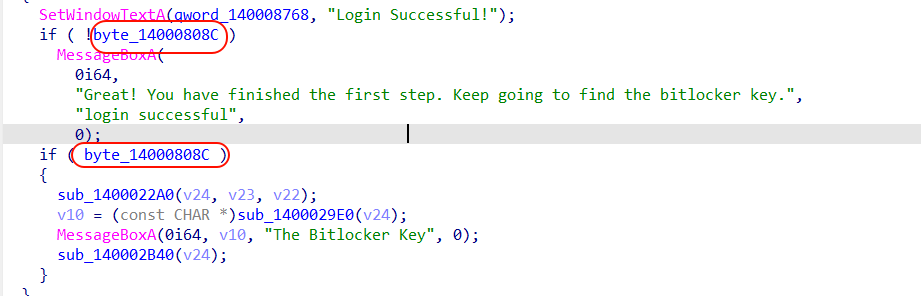 {
SetWindowTextA(qword_140008768, "Login Successful!");
if ( !byte_14000808C )
MessageBoxA(
0i64,
"Great! You have finished the first step. Keep going to find the bitlocker key.",
"login successful",
0);
if ( byte_14000808C )
{
sub_1400022A0(v24, v23, v22);
v10 = (const CHAR *)sub_1400029E0(v24);
MessageBoxA(0i64, v10, "The Bitlocker Key", 0);
sub_140002B40(v24);
}
}